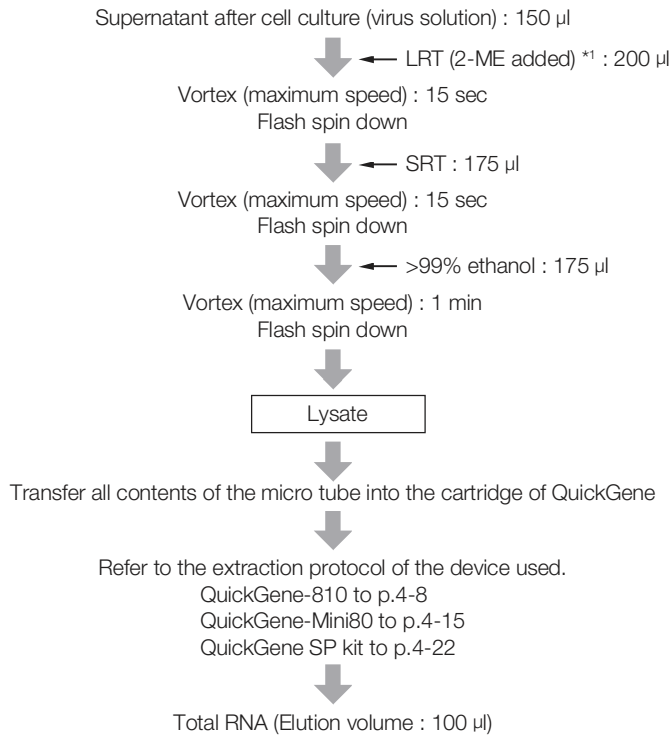 Supernatant after cell culture (virus solution) : 150 µl
LRT (2-ME added) *1 : 200 µl
Vortex (maximum speed) : 15 sec
Flash spin down
SRT : 175 µl
Vortex (maximum speed) : 15 sec
Flash spin down
>99% ethanol : 175 µl
Vortex (maximum speed) : 1 min
Flash spin down
Lysate
Transfer all contents of the micro tube into the cartridge of QuickGene
Refer to the extraction protocol of the device used.
QuickGene-810 to p.4-8
QuickGene-Mini80 to p.4-15
QuickGene SP kit to p.4-22
Total RNA (Elution volume : 100 µl)